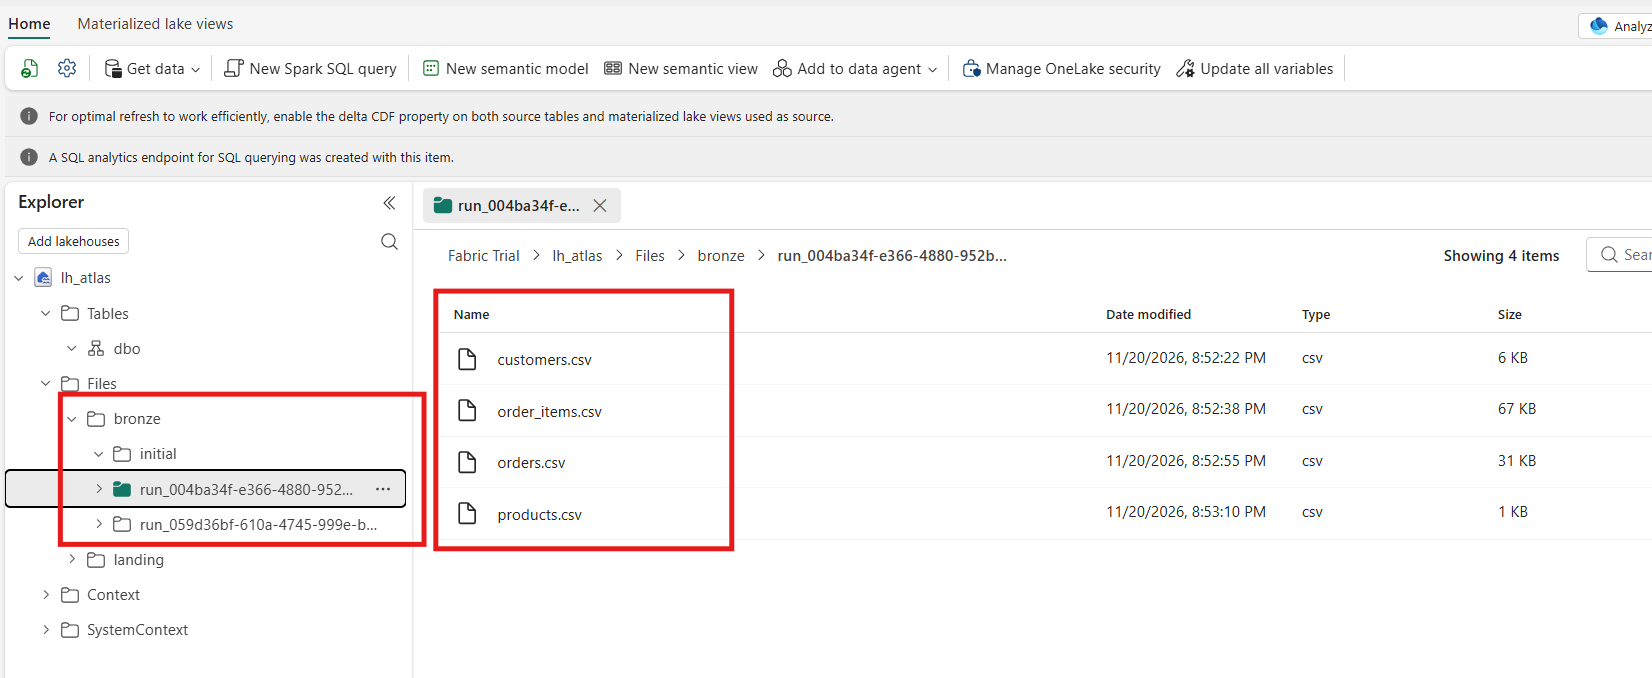 Home Materialized lake views
Analyz
Get data New Spark SQL query New semantic model New semantic view Add to data agent Manage OneLake security Update all variables
For optimal refresh to work efficiently, enable the delta CDF property on both source tables and materialized lake views used as source.
A SQL analytics endpoint for SQL querying was created with this item.
Explorer
Add lakehouses
lh_atlas
Tables
dbo
Files
bronze
initial
run_004ba34f-e366-4880-952...
run_059d36bf-610a-4745-999e-b...
landing
Context
SystemContext
run_004ba34f-e...
Fabric Trial > lh_atlas > Files > bronze > run_004ba34f-e366-4880-952b...
Showing 4 items
Sear
Name Date modified Type Size
customers.csv 11/20/2026, 8:52:22 PM csv 6 KB
order_items.csv 11/20/2026, 8:52:38 PM csv 67 KB
orders.csv 11/20/2026, 8:52:55 PM csv 31 KB
products.csv 11/20/2026, 8:53:10 PM csv 1 KB